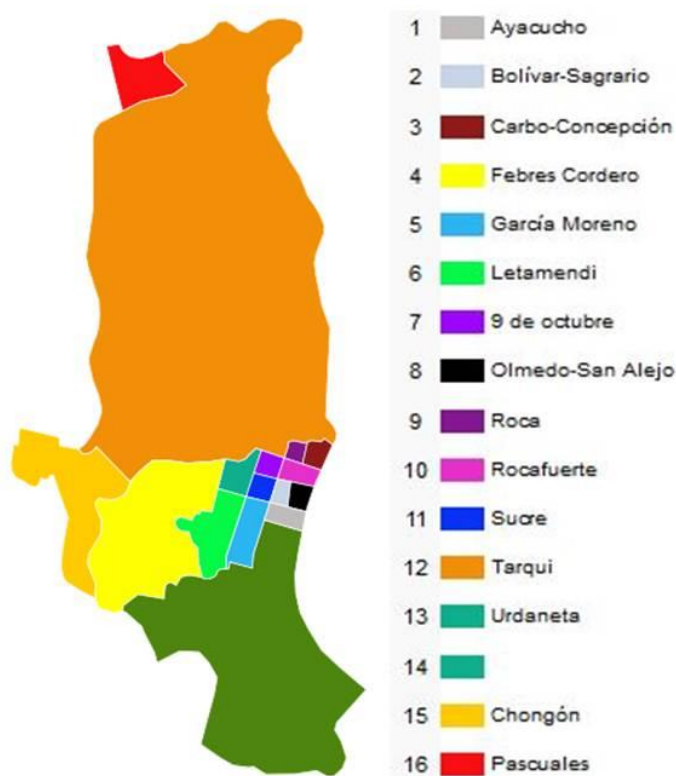 1 Ayacucho
2 Bolívar-Sagrario
3 Carbo-Concepción
4 Febres Cordero
5 García Moreno
6 Letamendi
7 9 de octubre
8 Olmedo-San Alejo
9 Roca
10 Rocafuerte
11 Sucre
12 Tarqui
13 Urdaneta
14
15 Chongón
16 Pascuales